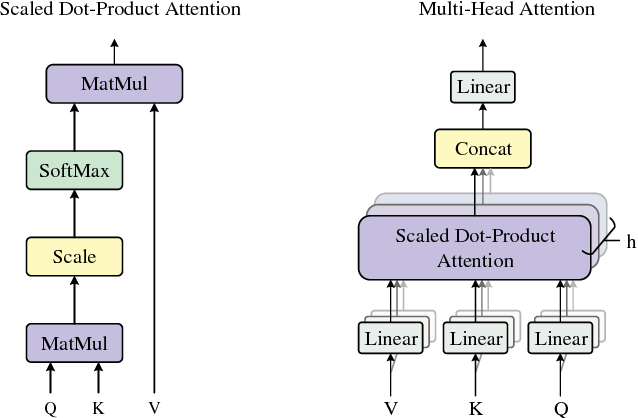 Scaled Dot-Product Attention
MatMul
SoftMax
Scale
MatMul
Q K V
Multi-Head Attention
Linear
Concat
Scaled Dot-Product
Attention
h
Linear Linear Linear
V K Q